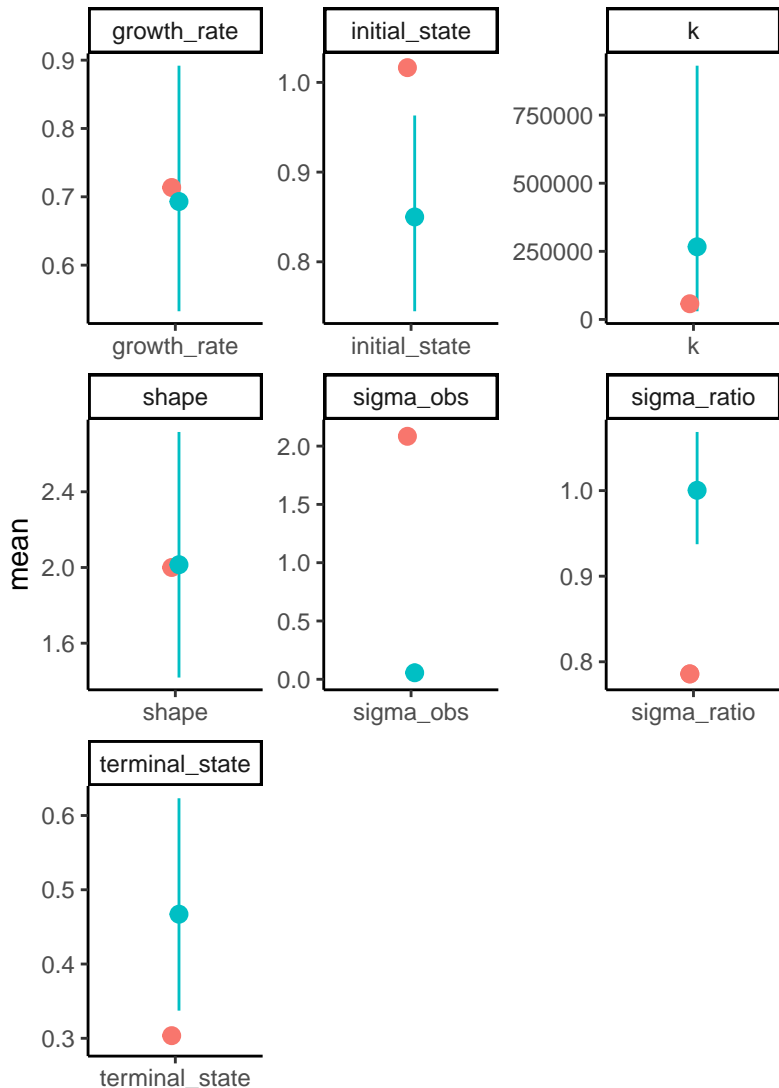 growth_rate
initial_state
k
0.9
0.8
0.7
0.6
1.0
0.9
0.8
750000
500000
250000
0
growth_rate
initial_state
k
shape
sigma_obs
sigma_ratio
mean
2.4
2.0
1.6
2.0
1.5
1.0
0.5
0.0
1.0
0.9
0.8
shape
sigma_obs
sigma_ratio
terminal_state
0.6
0.5
0.4
0.3
terminal_state